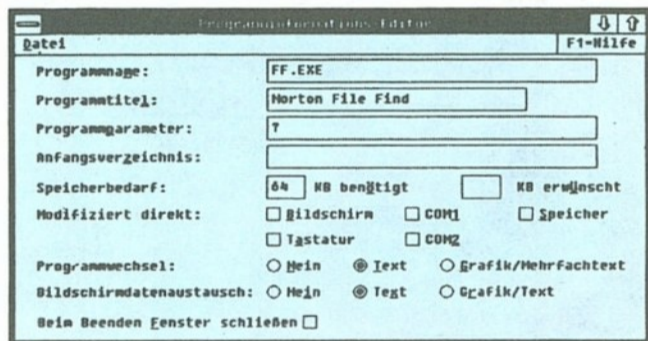 Programminformations-Editor
Datei F1=Hilfe
Programmname: FF.EXE
Programmtitel: Norton File Find
Programmparameter: ?
Anfangsverzeichnis:
Speicherbedarf: 64 KB benötigt KB erwünscht
Modifiziert direkt: Bildschirm COM1 Speicher
Tastatur COM2
Programmwechsel: Nein Text Grafik/Mehrfachtext
Bildschirmdatenaustausch: Nein Text Grafik/Text
Beim Beenden Fenster schließen